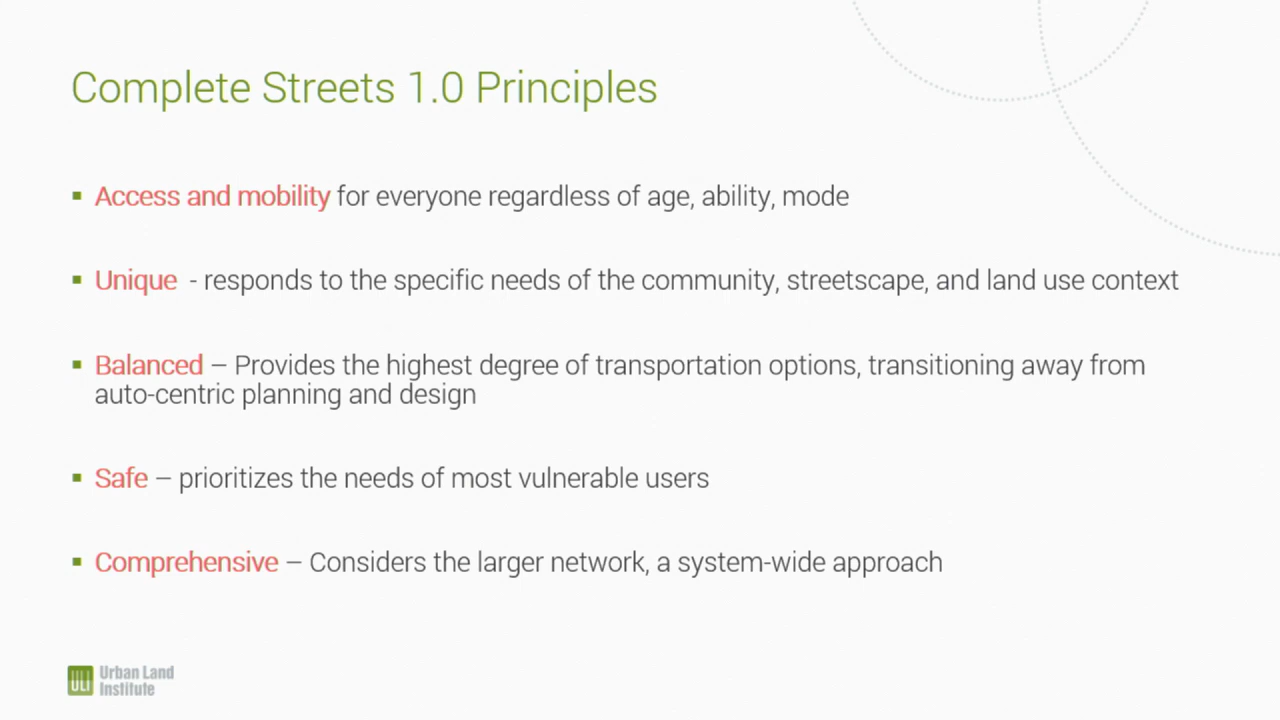 Complete Streets 1.0 Principles
▪ Access and mobility for everyone regardless of age, ability, mode
▪ Unique - responds to the specific needs of the community, streetscape, and land use context
▪ Balanced – Provides the highest degree of transportation options, transitioning away from
auto-centric planning and design
▪ Safe – prioritizes the needs of most vulnerable users
▪ Comprehensive – Considers the larger network, a system-wide approach
ULI Urban Land
Institute